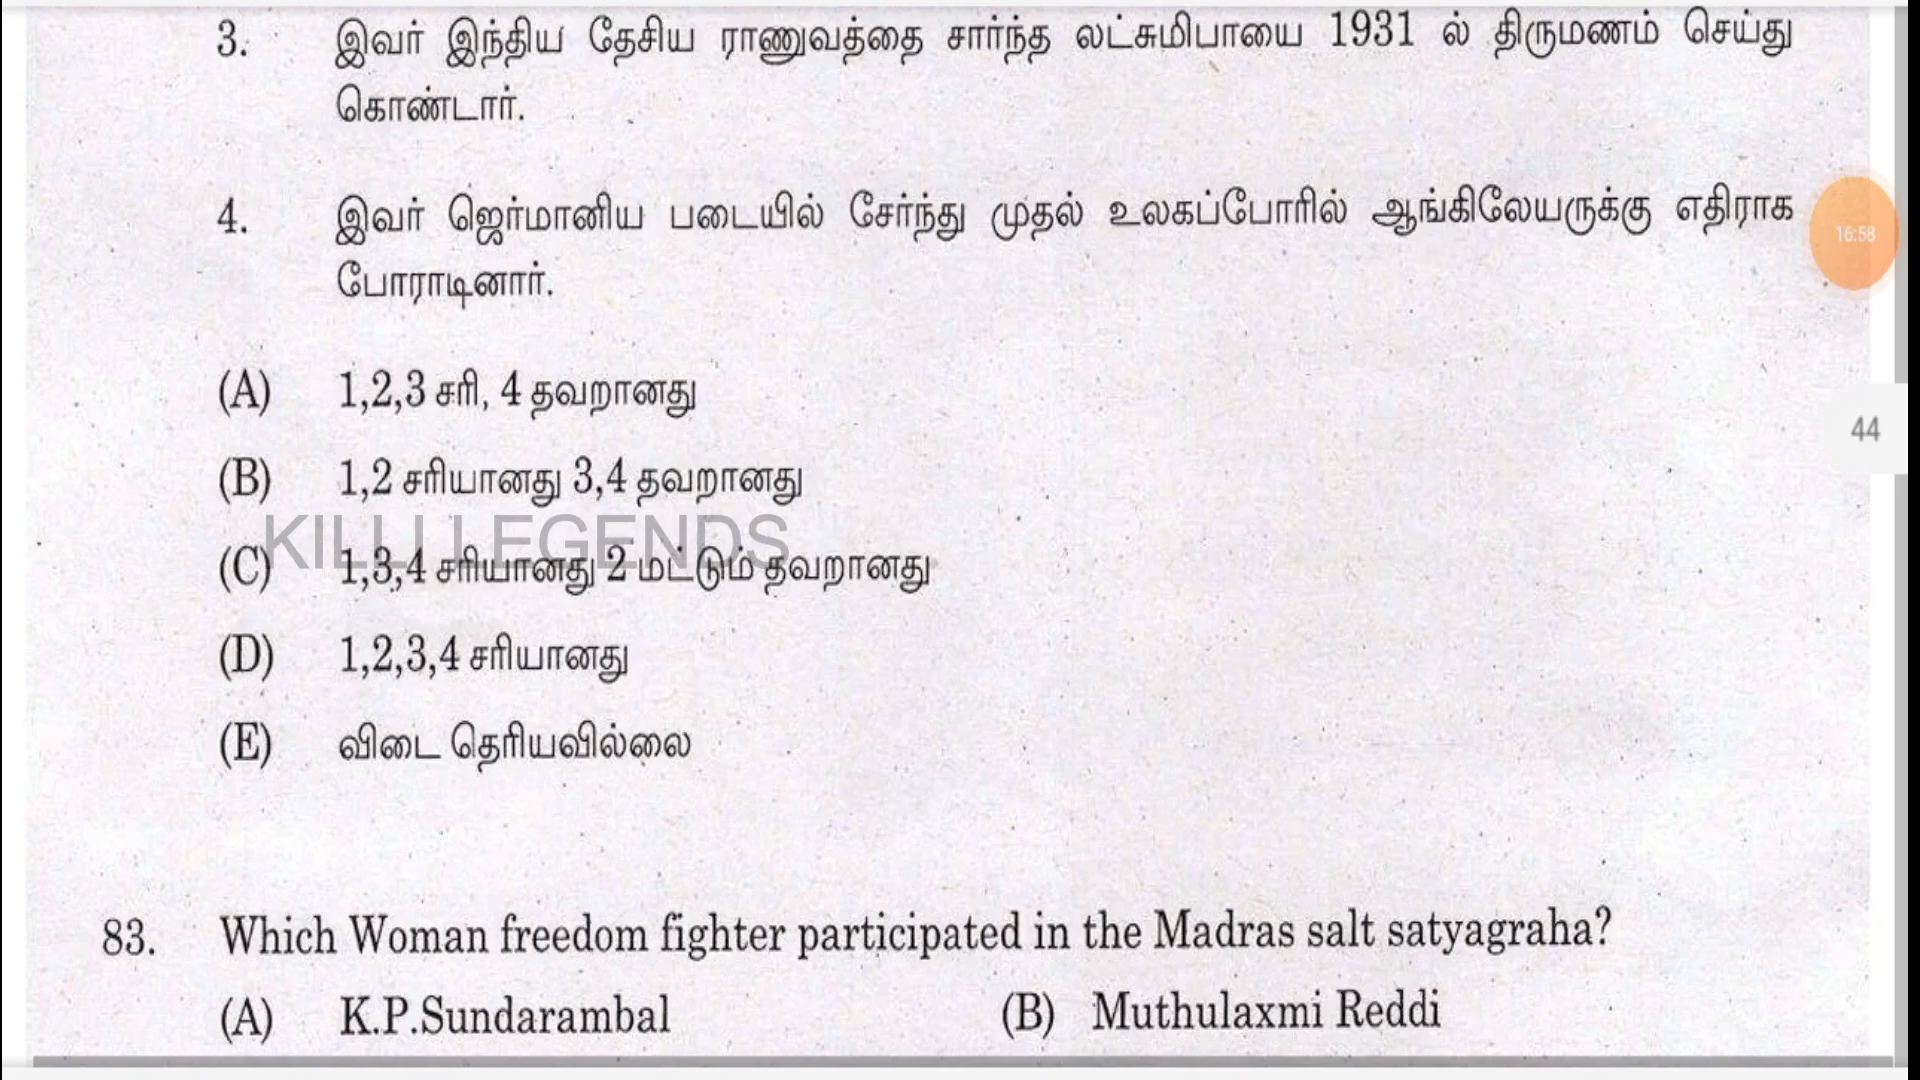 3. இவர் இந்திய தேசிய ராணுவத்தை சார்ந்த லட்சுமிபாயை 1931 ல் திருமணம் செய்து
கொண்டார்.
4. இவர் ஜெர்மானிய படையில் சேர்ந்து முதல் உலகப்போரில் ஆங்கிலேயருக்கு எதிராக
போராடினார்.
16:58
(A) 1,2,3 சரி, 4 தவறானது
44
(B) 1,2 சரியானது 3,4 தவறானது
KILLI LEGENDS
(C) 1,3,4 சரியானது 2 மட்டும் தவறானது
(D) 1,2,3,4 சரியானது
(E) விடை தெரியவில்லை
83. Which Woman freedom fighter participated in the Madras salt satyagraha?
(A) K.P.Sundarambal (B) Muthulaxmi Reddi